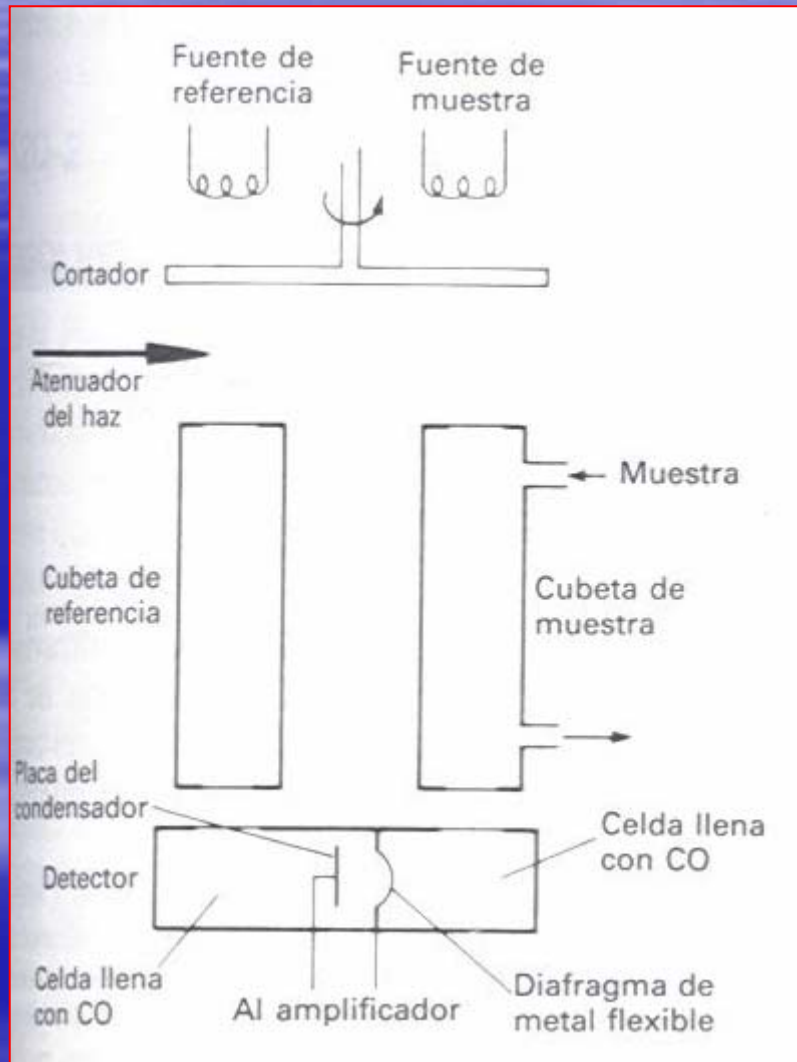 Fuente de
referencia
Fuente de
muestra
Cortador
Atenuador
del haz
Muestra
Cubeta de
referencia
Cubeta de
muestra
Placa del
condensador
Celda llena
con CO
Detector
Celda llena
con CO
Al amplificador
Diafragma de
metal flexible